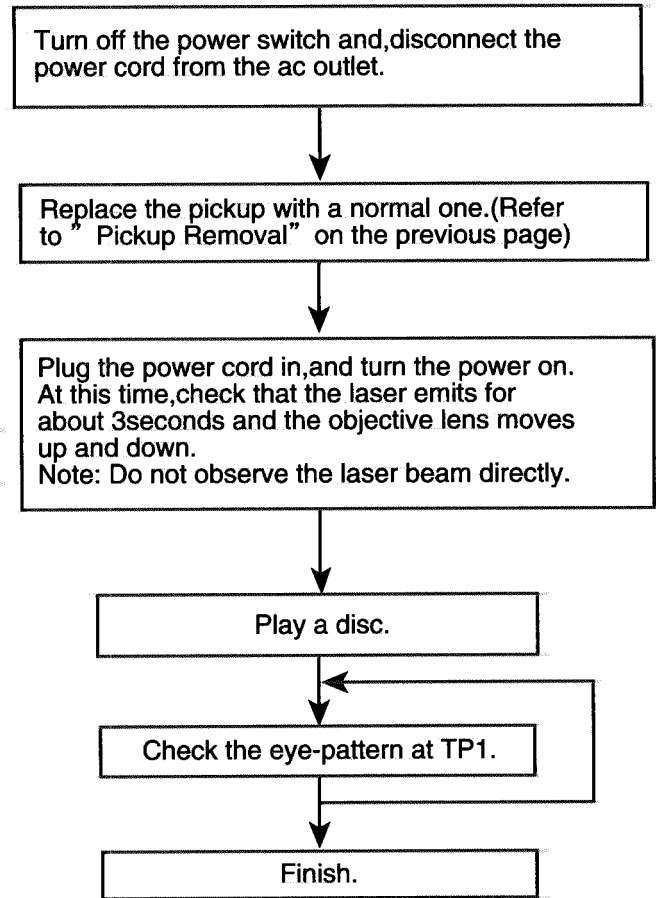 Turn off the power switch and,disconnect the
power cord from the ac outlet.
Replace the pickup with a normal one.(Refer
to ” Pickup Removal” on the previous page)
Plug the power cord in,and turn the power on.
At this time,check that the laser emits for
about 3seconds and the objective lens moves
up and down.
Note: Do not observe the laser beam directly.
Play a disc.
Check the eye-pattern at TP1.
Finish.